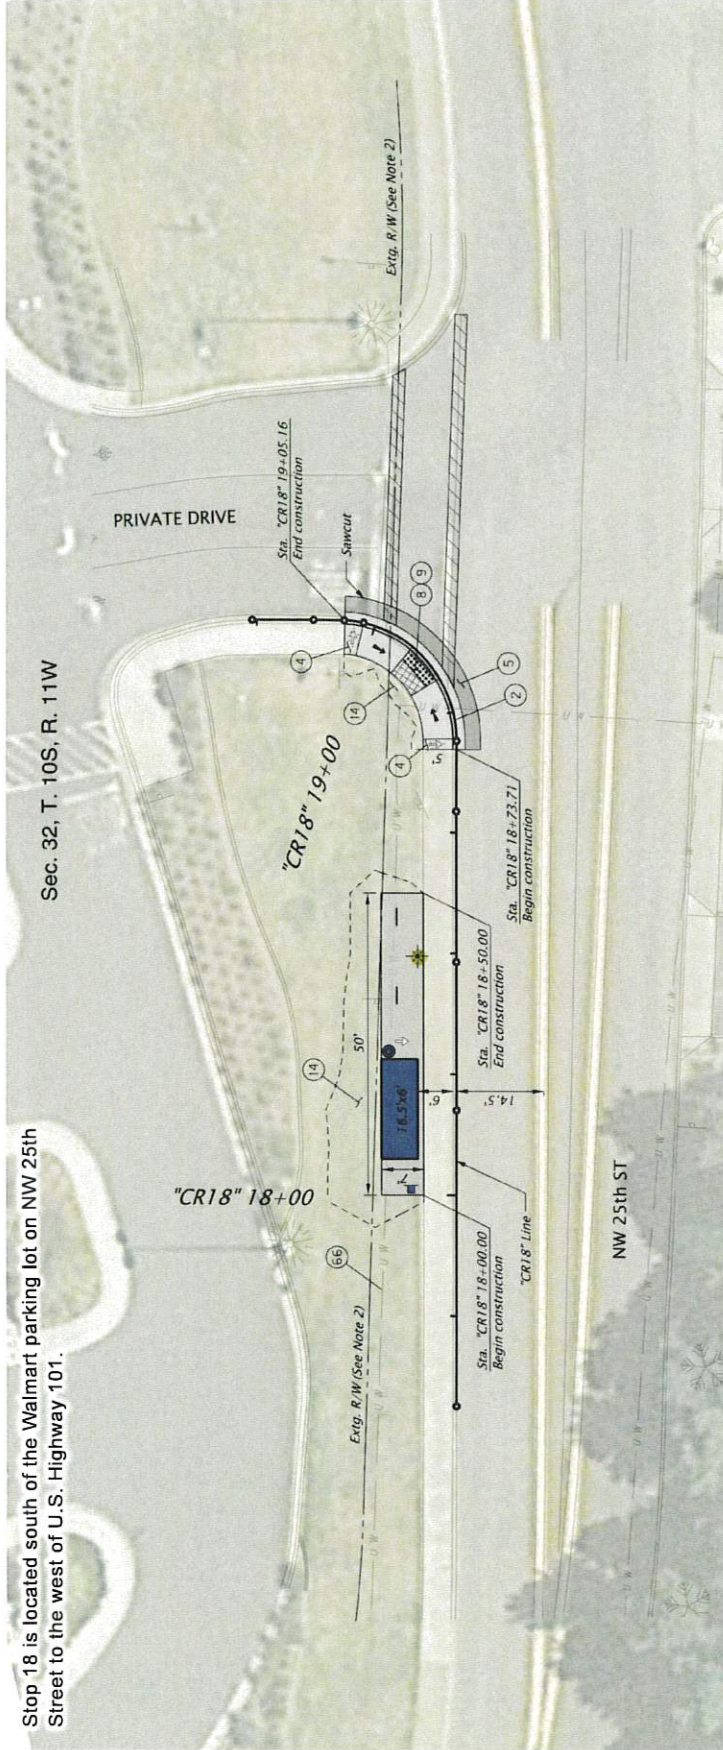 Stop 18 is located south of the Walmart parking lot on NW 25th
Street to the west of U.S. Highway 101.
Sec. 32, T. 10S, R. 11W
PRIVATE DRIVE
Sta. "CR18" 19+05.16
End construction
Sawcut
Extg. R/W (See Note 2)
"CR18" 19+00
4
14
8 9
5
2
4
5'
Sta. "CR18" 18+73.71
Begin construction
14
50'
"CR18" 18+00
16.5'x6'
7'
6'
14.5'
Sta. "CR18" 18+50.00
End construction
66
Extg. R/W (See Note 2)
Sta. "CR18" 18+00.00
Begin construction
"CR18" Line
NW 25th ST
U W
U W
U W
U W
U W
U W
U W
U W